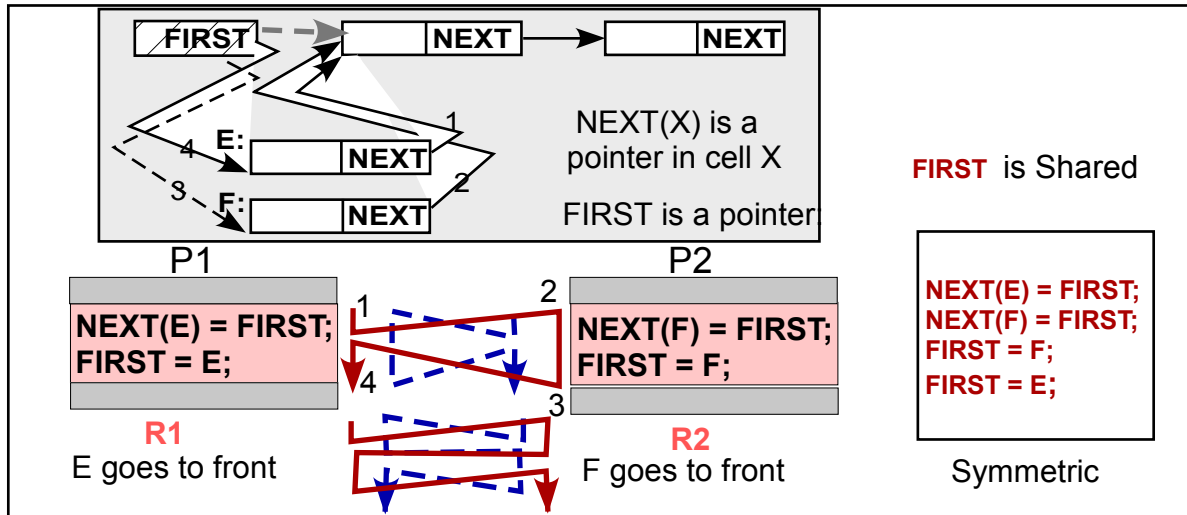 FIRST
NEXT
NEXT
E:
NEXT
1
4
NEXT(X) is a
pointer in cell X
3
F:
NEXT
2
FIRST is a pointer:
FIRST is Shared
P1
P2
1
2
NEXT(E) = FIRST;
FIRST = E;
NEXT(F) = FIRST;
FIRST = F;
4
3
NEXT(E) = FIRST;
NEXT(F) = FIRST;
FIRST = F;
FIRST = E;
R1
R2
E goes to front
F goes to front
Symmetric